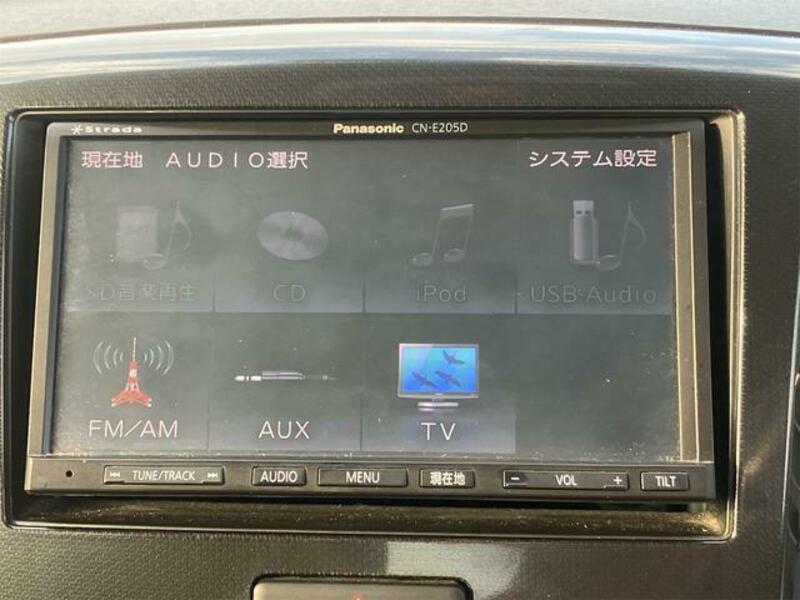 Strada Panasonic CN-E205D
現在地 AUDIO選択 システム設定
SD音楽再生 CD iPod USB-Audio
FM/AM AUX TV
TUNE/TRACK AUDIO MENU 現在地 - VOL + TILT